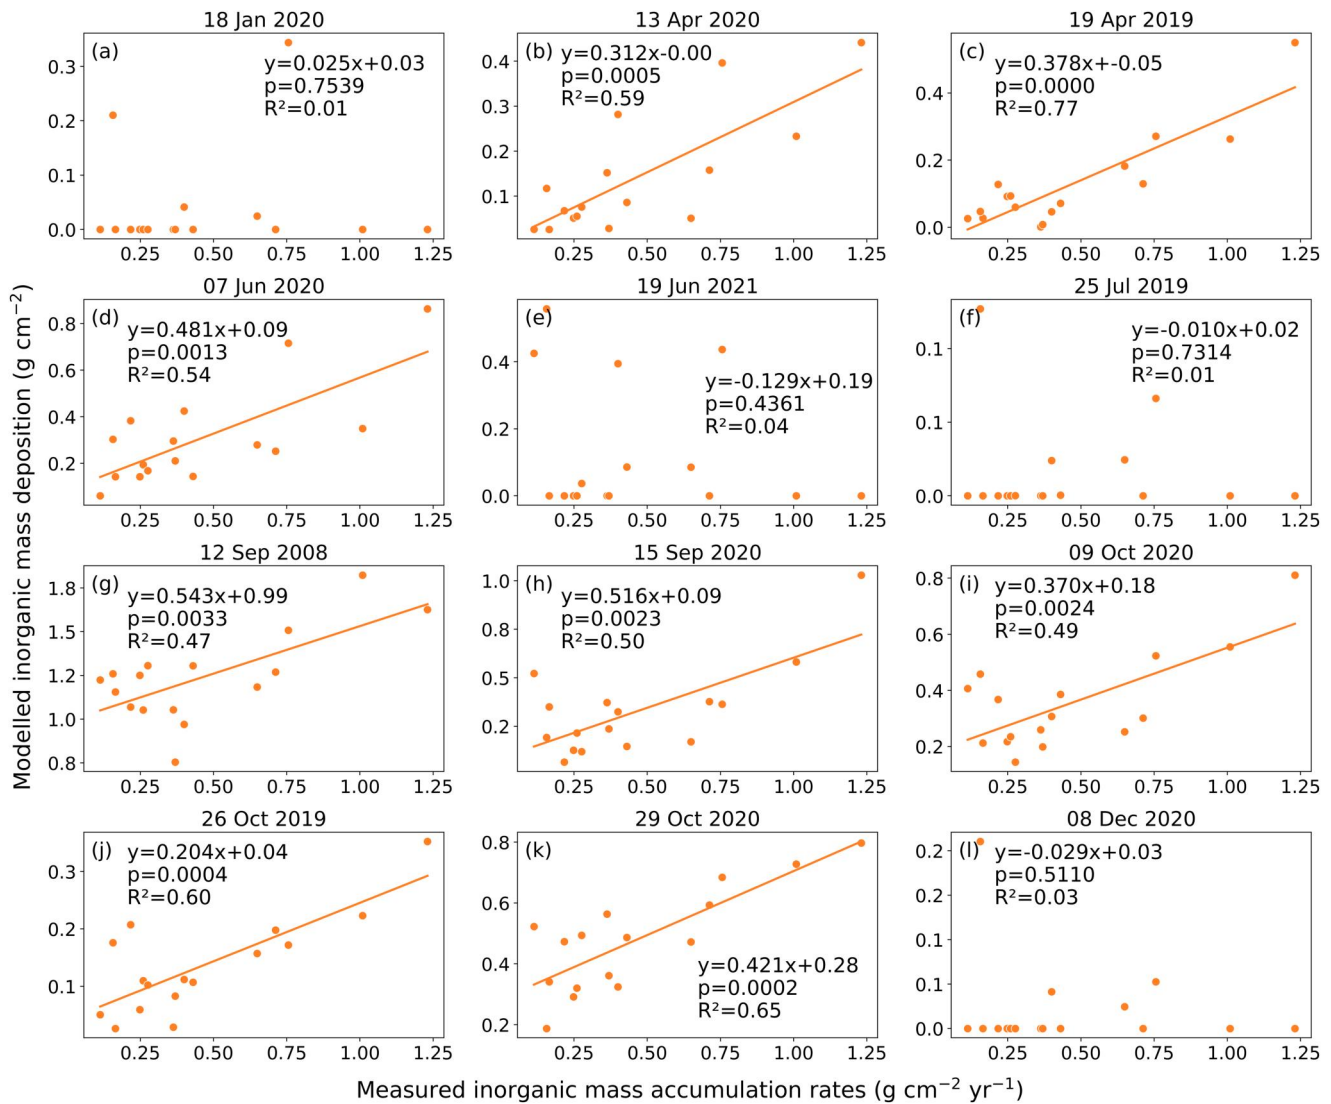 18 Jan 2020
(a)
y=0.025x+0.03
p=0.7539
R²=0.01
0.3
0.2
0.1
0.0
0.25 0.50 0.75 1.00 1.25
13 Apr 2020
(b)
y=0.312x-0.00
p=0.0005
R²=0.59
0.4
0.3
0.2
0.1
0.25 0.50 0.75 1.00 1.25
19 Apr 2019
(c)
y=0.378x+-0.05
p=0.0000
R²=0.77
0.4
0.2
0.0
0.25 0.50 0.75 1.00 1.25
Modelled inorganic mass deposition (g cm⁻²)
07 Jun 2020
(d)
y=0.481x+0.09
p=0.0013
R²=0.54
0.8
0.6
0.4
0.2
0.25 0.50 0.75 1.00 1.25
19 Jun 2021
(e)
y=-0.129x+0.19
p=0.4361
R²=0.04
0.4
0.2
0.0
0.25 0.50 0.75 1.00 1.25
25 Jul 2019
(f)
y=-0.010x+0.02
p=0.7314
R²=0.01
0.1
0.1
0.0
0.25 0.50 0.75 1.00 1.25
12 Sep 2008
(g)
y=0.543x+0.99
p=0.0033
R²=0.47
1.8
1.5
1.2
1.0
0.8
0.25 0.50 0.75 1.00 1.25
15 Sep 2020
(h)
y=0.516x+0.09
p=0.0023
R²=0.50
1.0
0.8
0.5
0.2
0.25 0.50 0.75 1.00 1.25
09 Oct 2020
(i)
y=0.370x+0.18
p=0.0024
R²=0.49
0.8
0.6
0.4
0.2
0.25 0.50 0.75 1.00 1.25
26 Oct 2019
(j)
y=0.204x+0.04
p=0.0004
R²=0.60
0.3
0.2
0.1
0.25 0.50 0.75 1.00 1.25
29 Oct 2020
(k)
y=0.421x+0.28
p=0.0002
R²=0.65
0.8
0.6
0.4
0.2
0.25 0.50 0.75 1.00 1.25
08 Dec 2020
(l)
y=-0.029x+0.03
p=0.5110
R²=0.03
0.2
0.2
0.1
0.1
0.0
0.25 0.50 0.75 1.00 1.25
Measured inorganic mass accumulation rates (g cm⁻² yr⁻¹)